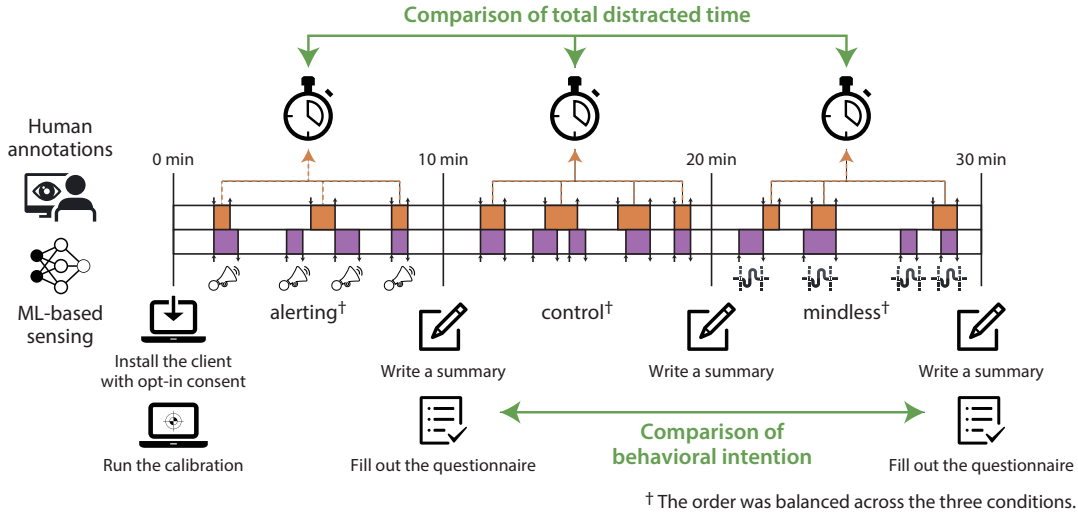 Comparison of total distracted time
Human
annotations
0 min
10 min
20 min
30 min
ML-based
sensing
alerting†
control†
mindless†
Install the client
with opt-in consent
Write a summary
Write a summary
Write a summary
Run the calibration
Fill out the questionnaire
Comparison of
behavioral intention
Fill out the questionnaire
† The order was balanced across the three conditions.